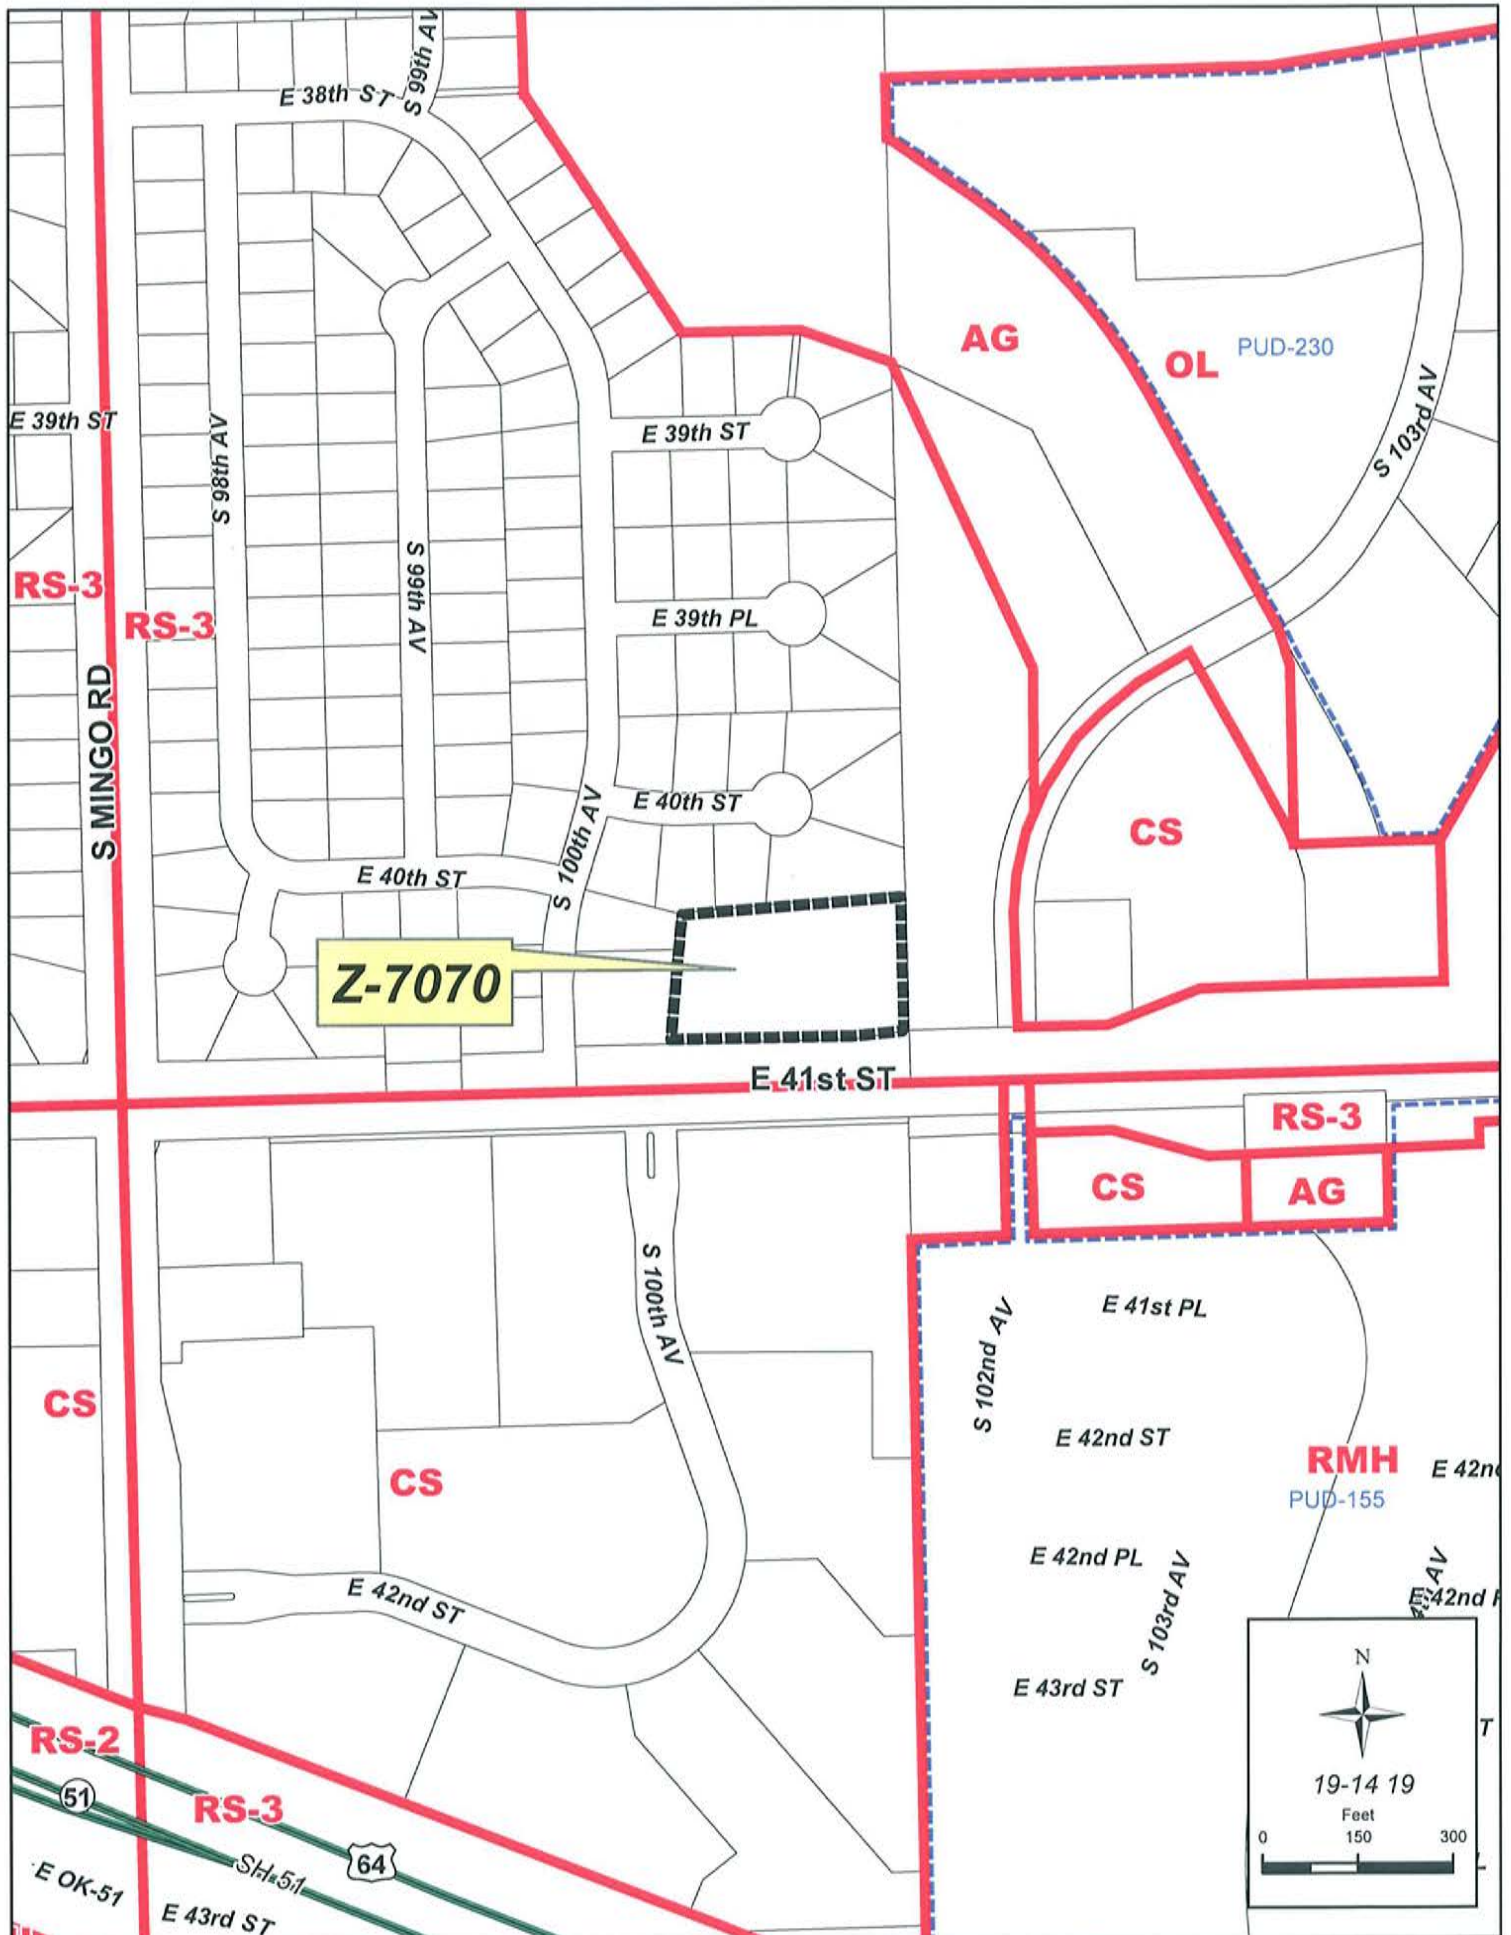 S 99th AV
E 38th ST
AG
OL
PUD-230
S 103rd AV
E 39th ST
S 98th AV
E 39th ST
S 99th AV
RS-3
RS-3
E 39th PL
S MINGO RD
E 40th ST
S 100th AV
CS
E 40th ST
Z-7070
E 41st ST
RS-3
CS
AG
S 100th AV
E 41st PL
S 102nd AV
CS
E 42nd ST
CS
RMH
PUD-155
E 42n
E 42nd PL
S 103rd AV
AV
E 42nd
E 42nd ST
E 43rd ST
N
T
19-14 19
Feet
0 150 300
RS-2
51
RS-3
64
SH-51
E OK-51
E 43rd ST